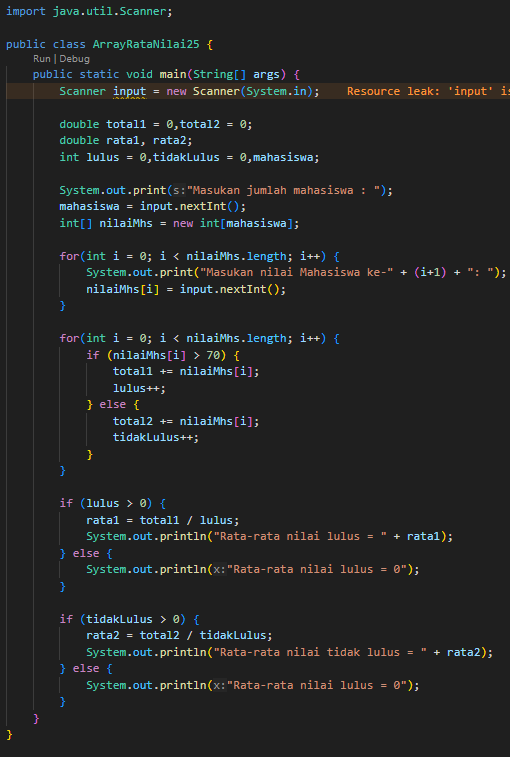 import java.util.Scanner;
public class ArrayRataNilai25 {
Run | Debug
public static void main(String[] args) {
Scanner input = new Scanner(System.in);    Resource leak: 'input' is
double total1 = 0,total2 = 0;
double rata1, rata2;
int lulus = 0,tidakLulus = 0,mahasiswa;
System.out.print(s:"Masukan jumlah mahasiswa : ");
mahasiswa = input.nextInt();
int[] nilaiMhs = new int[mahasiswa];
for(int i = 0; i < nilaiMhs.length; i++) {
System.out.print("Masukan nilai Mahasiswa ke-" + (i+1) + ": ");
nilaiMhs[i] = input.nextInt();
}
for(int i = 0; i < nilaiMhs.length; i++) {
if (nilaiMhs[i] > 70) {
total1 += nilaiMhs[i];
lulus++;
} else {
total2 += nilaiMhs[i];
tidakLulus++;
}
}
if (lulus > 0) {
rata1 = total1 / lulus;
System.out.println("Rata-rata nilai lulus = " + rata1);
} else {
System.out.println(x:"Rata-rata nilai lulus = 0");
}
if (tidakLulus > 0) {
rata2 = total2 / tidakLulus;
System.out.println("Rata-rata nilai tidak lulus = " + rata2);
} else {
System.out.println(x:"Rata-rata nilai lulus = 0");
}
}
}